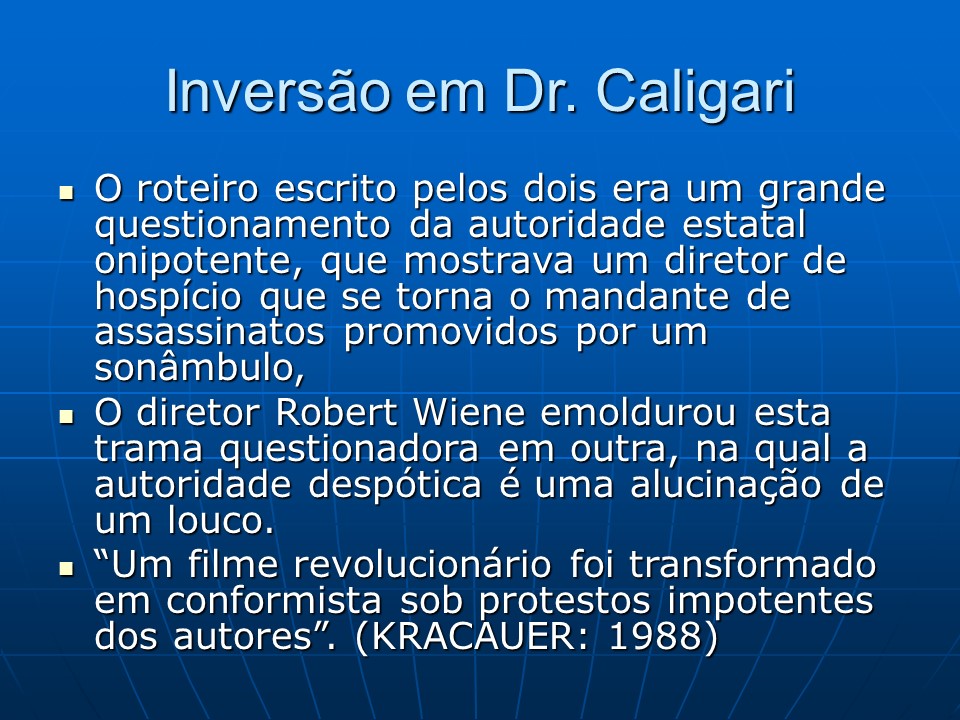 Inversão em Dr. Caligari
O roteiro escrito pelos dois era um grande
questionamento da autoridade estatal
onipotente, que mostrava um diretor de
hospício que se torna o mandante de
assassinatos promovidos por um
sonâmbulo,
O diretor Robert Wiene emoldurou esta
trama questionadora em outra, na qual a
autoridade despótica é uma alucinação de
um louco.
“Um filme revolucionário foi transformado
em conformista sob protestos impotentes
dos autores”. (KRACAUER: 1988)